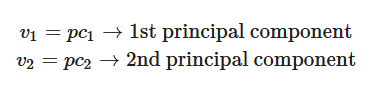 v₁ = pc₁ → 1st principal component
v₂ = pc₂ → 2nd principal component